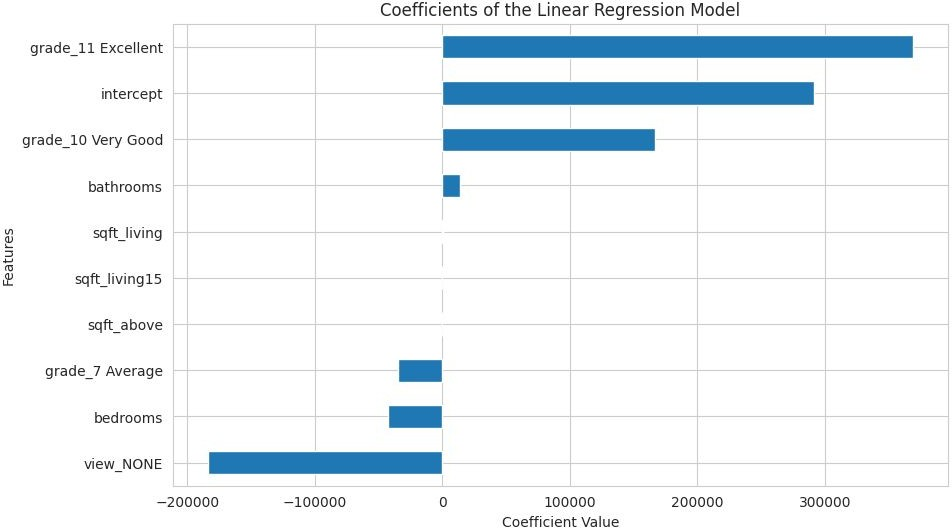 Coefficients of the Linear Regression Model
grade_11 Excellent
intercept
grade_10 Very Good
bathrooms
sqft_living
sqft_living15
sqft_above
grade_7 Average
bedrooms
view_NONE
Features
−200000 −100000 0 100000 200000 300000
Coefficient Value